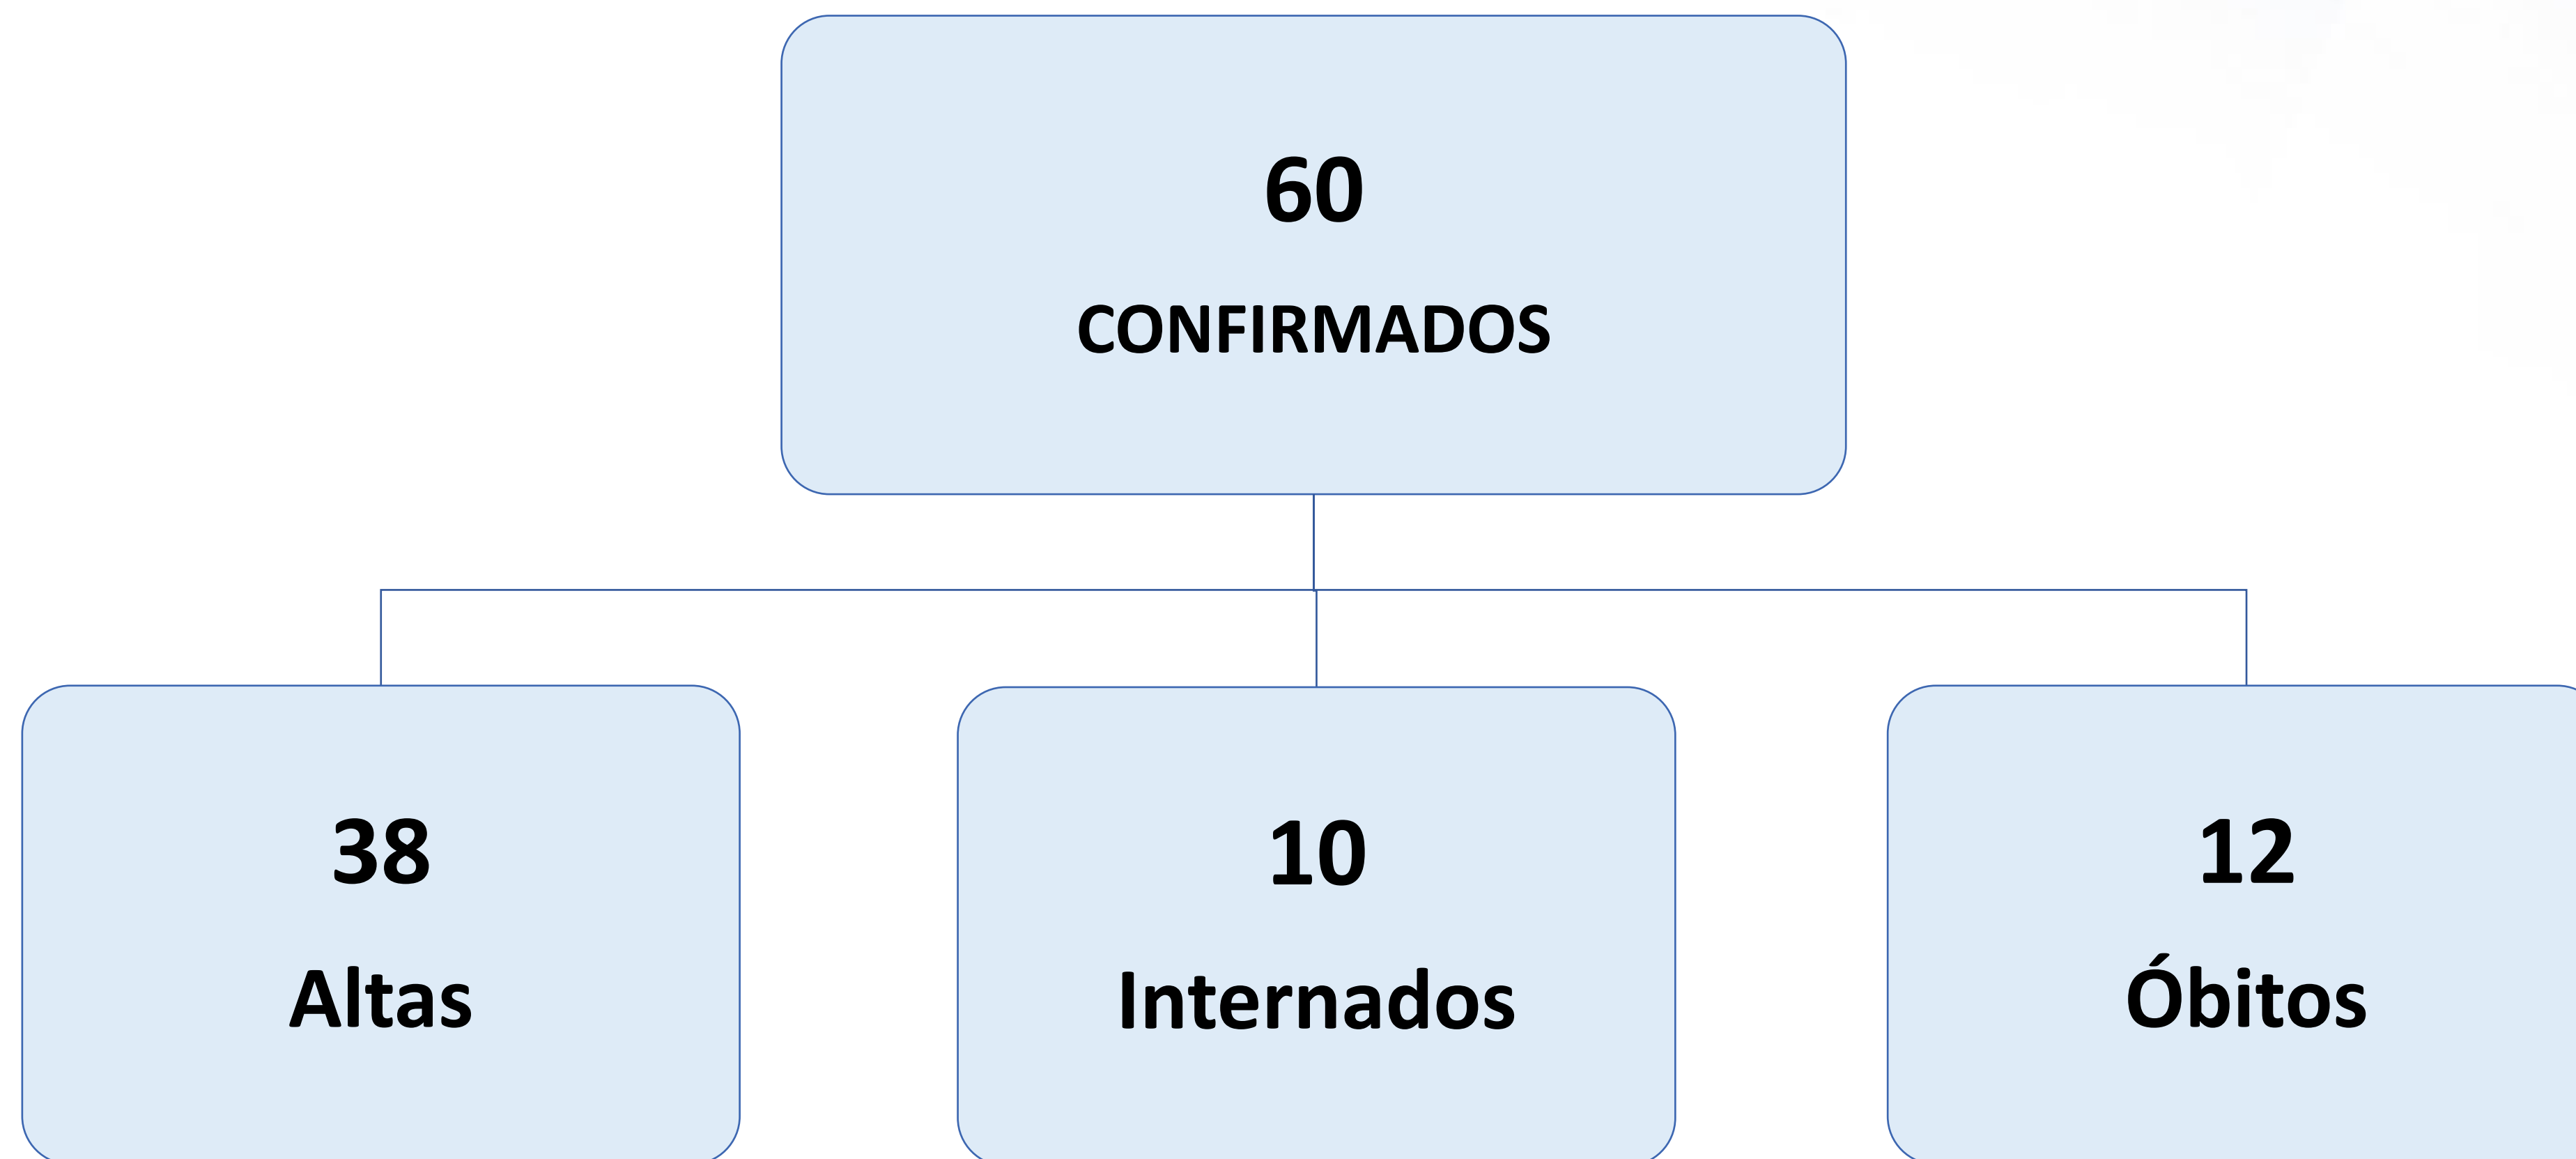 60
CONFIRMADOS
38
Altas
10
Internados
12
Óbitos